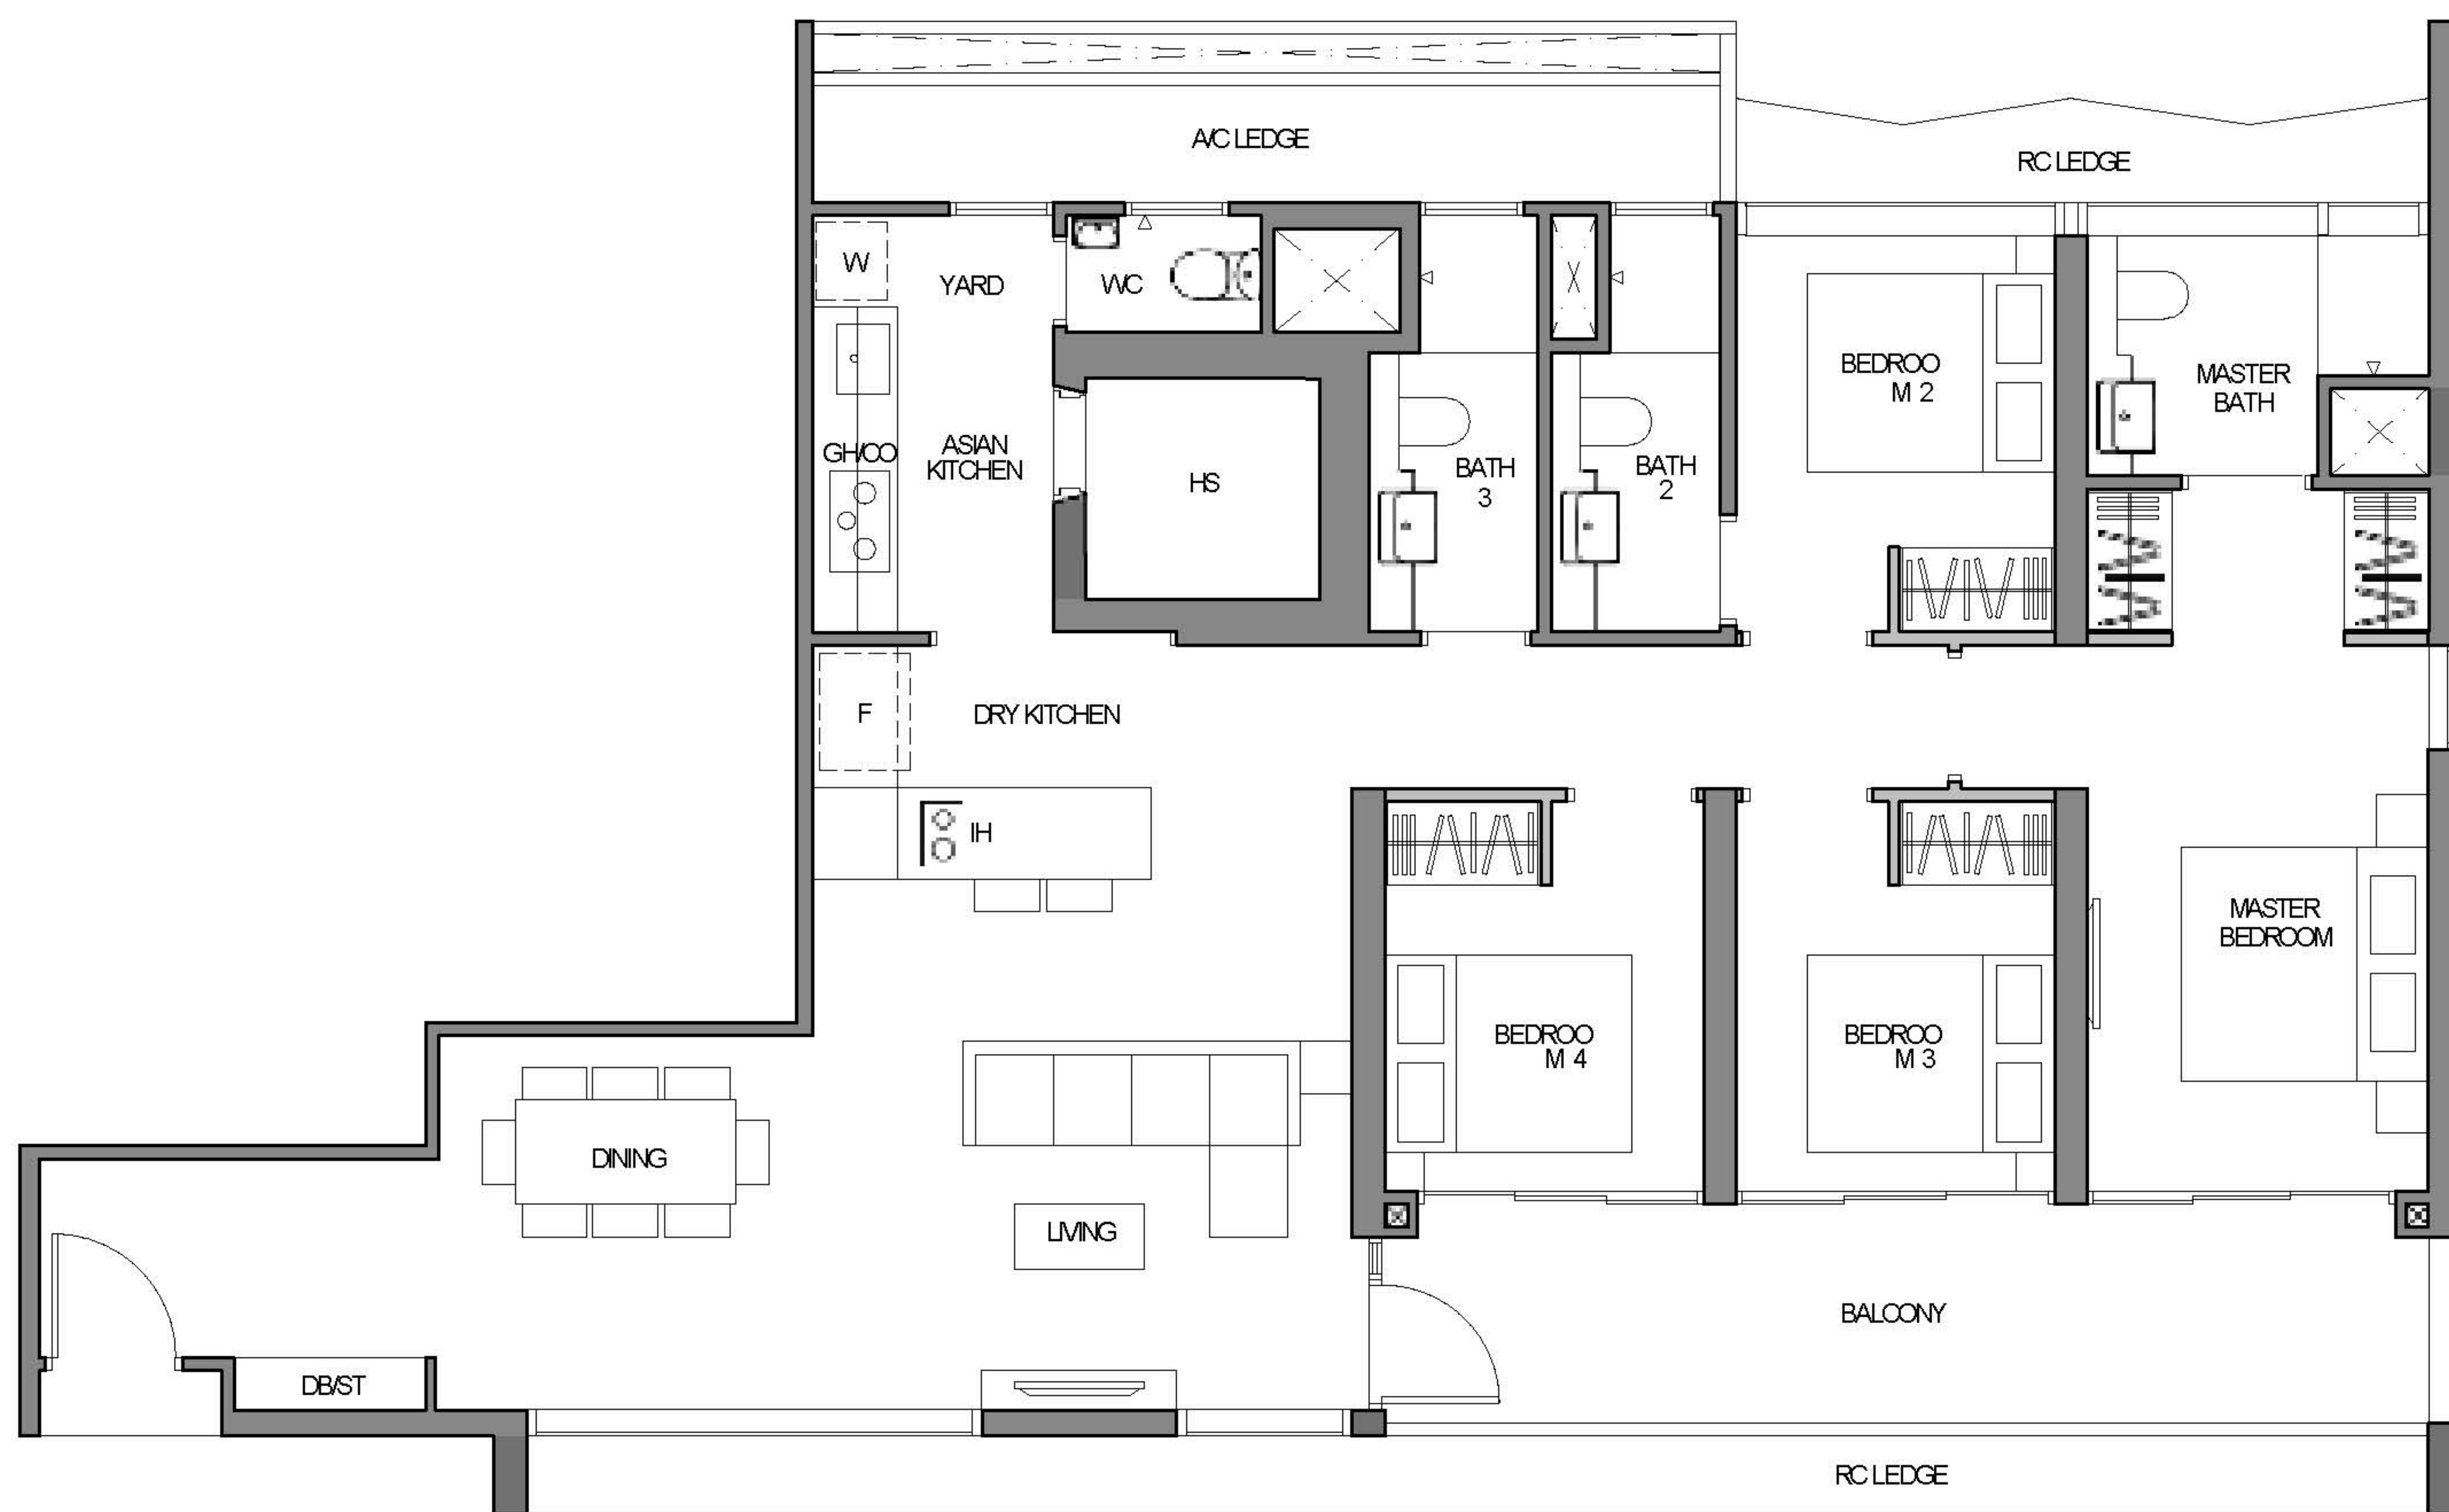 A/C LEDGE
RC LEDGE
W
YARD
WC
BEDROO
M 2
MASTER
BATH
GH/CO
ASIAN
KITCHEN
HS
BATH
3
BATH
2
F
DRY KITCHEN
IH
MASTER
BEDROOM
BEDROO
M 4
BEDROO
M 3
DINING
LIVING
BALCONY
DB/ST
RC LEDGE